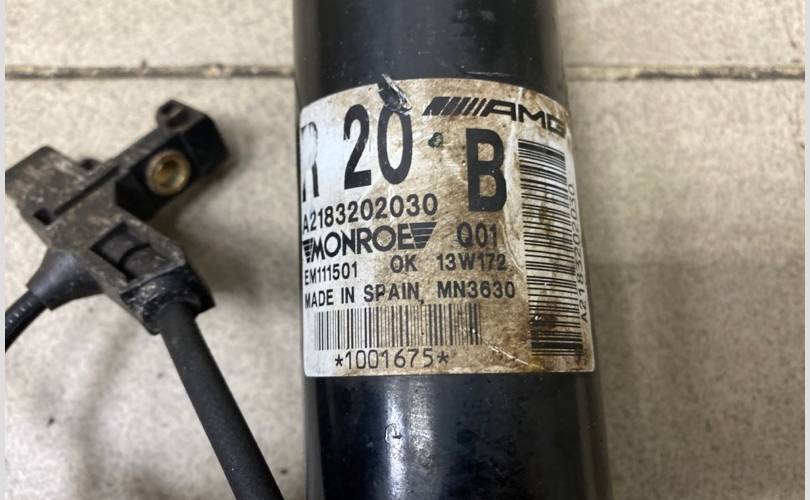 R 20 B
AMG
A2183202030
MONROE Q01
EM111501 OK 13W172
MADE IN SPAIN MN3630
*1001675*
A2183202030